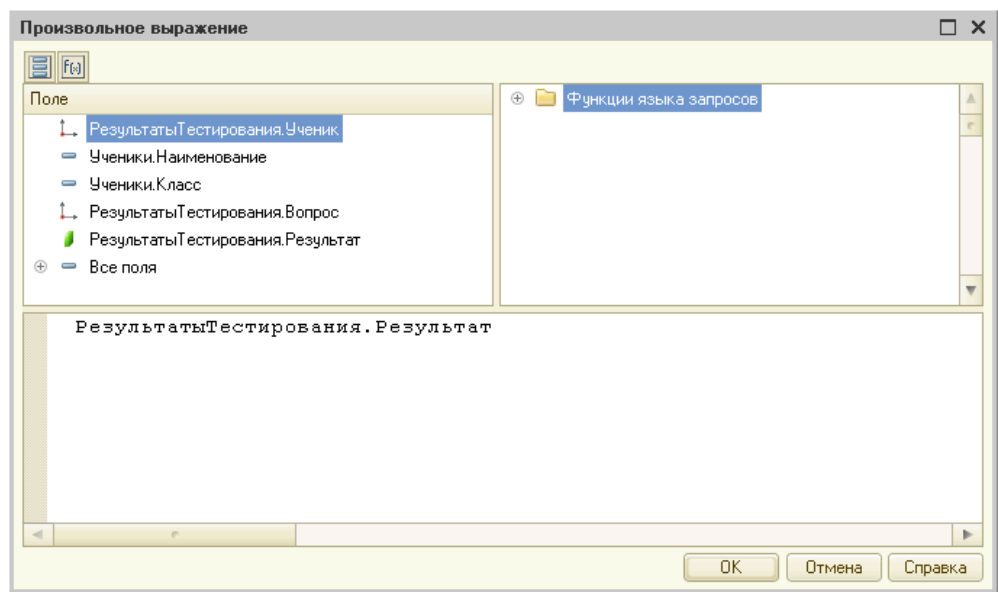 Произвольное выражение
F(x)
Поле
РезультатыТестирования.Ученик
Ученики.Наименование
Ученики.Класс
РезультатыТестирования.Вопрос
РезультатыТестирования.Результат
Все поля
Функции языка запросов
РезультатыТестирования.Результат
OK
Отмена
Справка